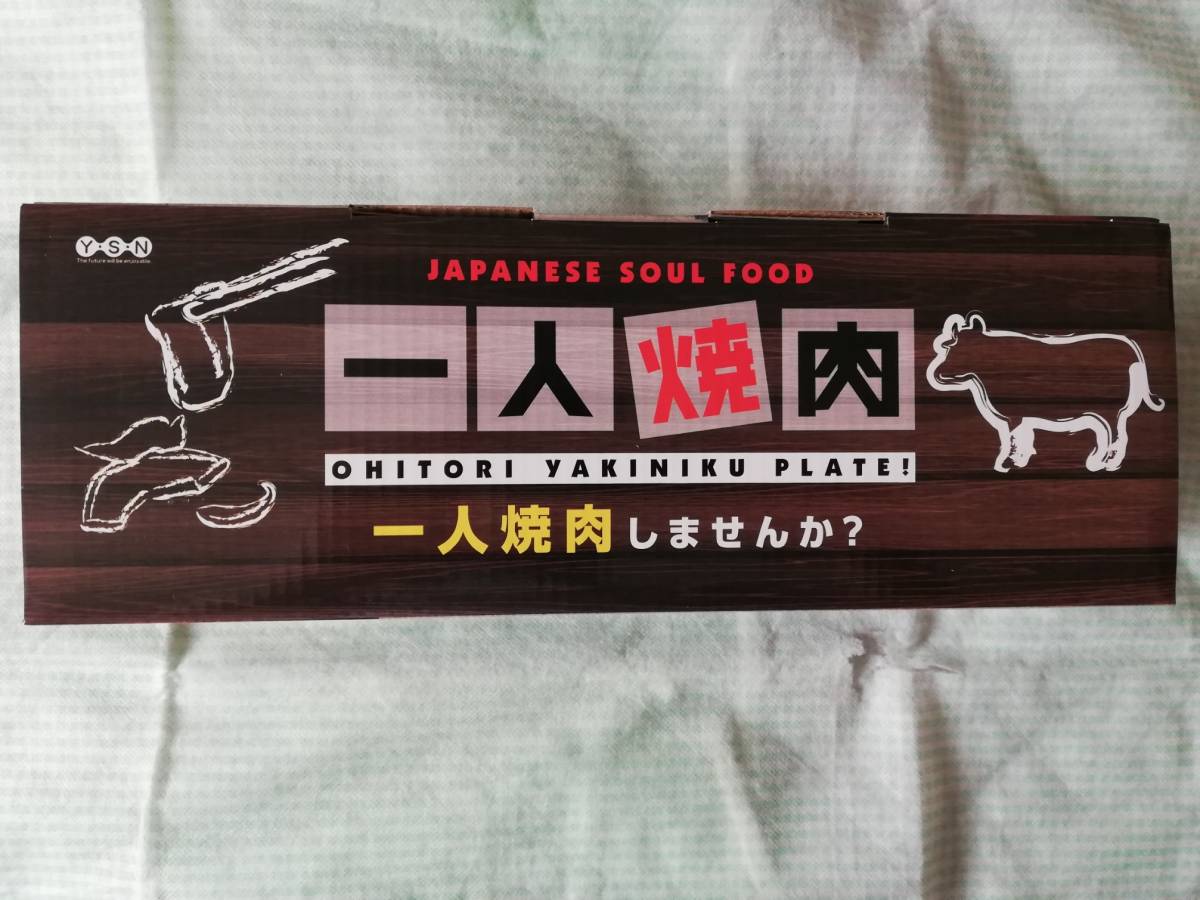 Y·S·N
The future will be enjoyable.
JAPANESE SOUL FOOD
一人焼肉
OHITORI YAKINIKU PLATE!
一人焼肉しませんか?